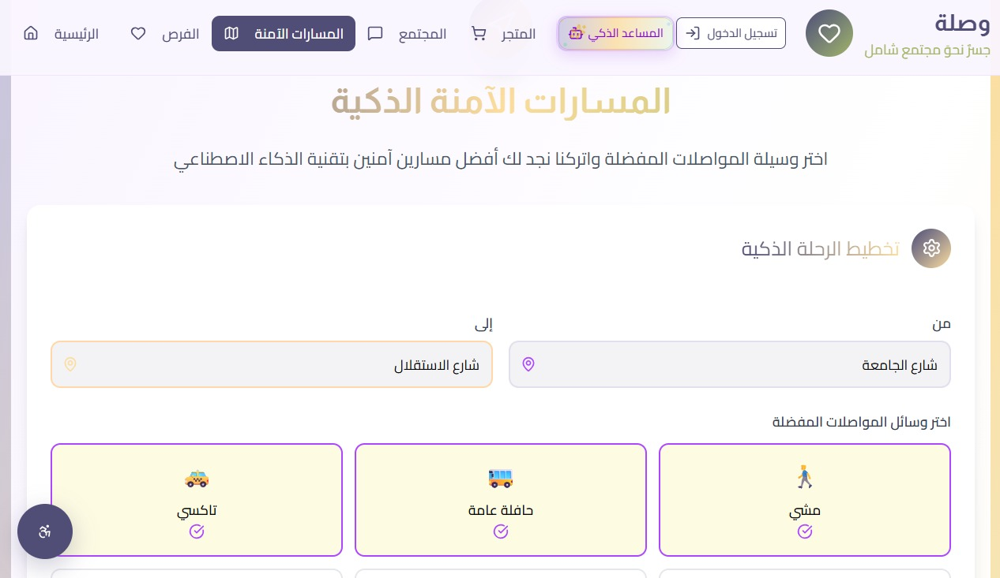 وصلة
جسرٌ نحوَ مجتمع شامل
تسجيل الدخول
المساعد الذكي
المتجر
المجتمع
المسارات الآمنة
الفرص
الرئيسية
المسارات الآمنة الذكية
اختر وسيلة المواصلات المفضلة واتركنا نجد لك أفضل مسارين آمنين بتقنية الذكاء الاصطناعي
تخطيط الرحلة الذكية
من
إلى
شارع الجامعة
شارع الاستقلال
اختر وسائل المواصلات المفضلة
مشي
حافلة عامة
تاكسي